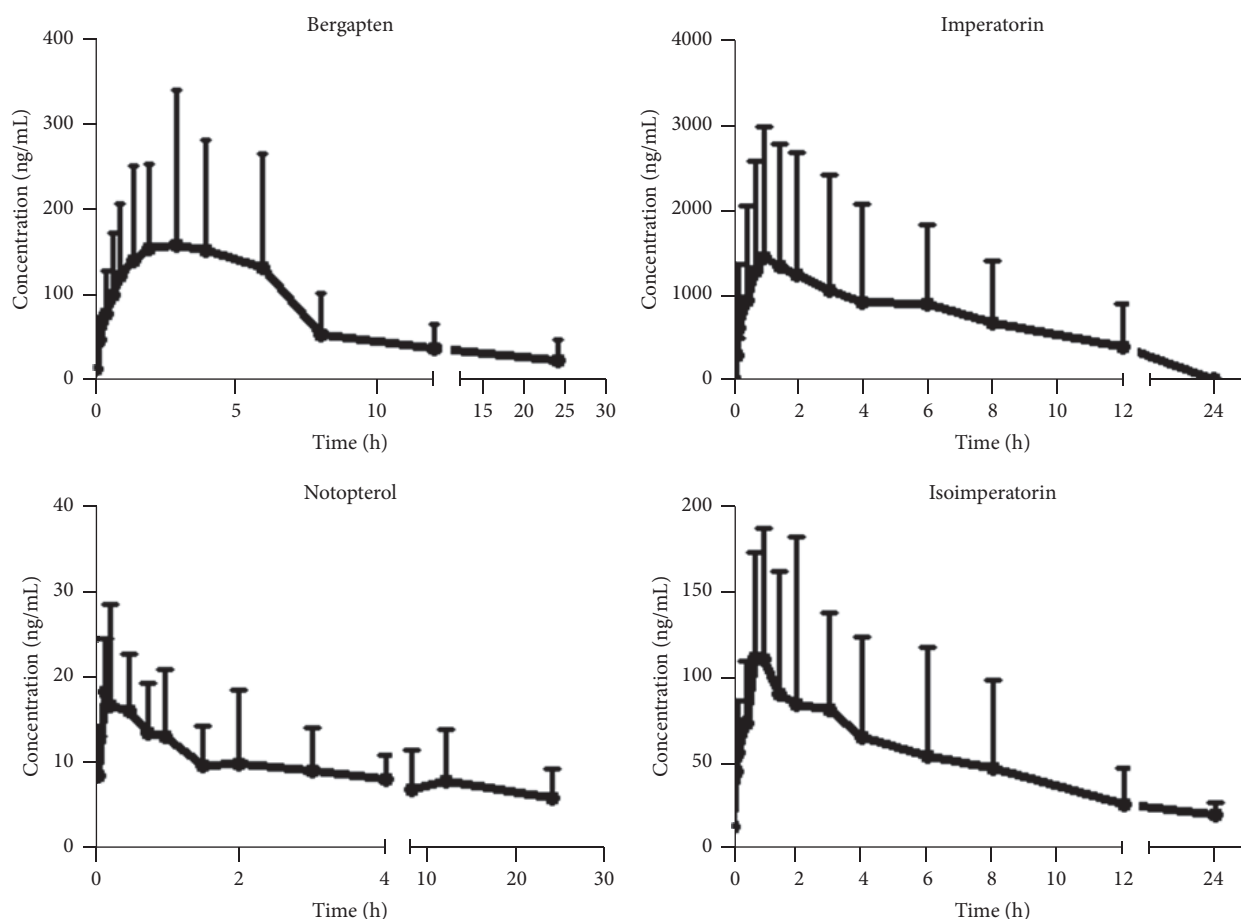 Bergapten
Concentration (ng/mL)
400
300
200
100
0
0 5 10 15 20 25 30
Time (h)
Imperatorin
Concentration (ng/mL)
4000
3000
2000
1000
0
0 2 4 6 8 10 12 24
Time (h)
Notopterol
Concentration (ng/mL)
40
30
20
10
0
0 2 4 10 20 30
Time (h)
Isoimperatorin
Concentration (ng/mL)
200
150
100
50
0
0 2 4 6 8 10 12 24
Time (h)